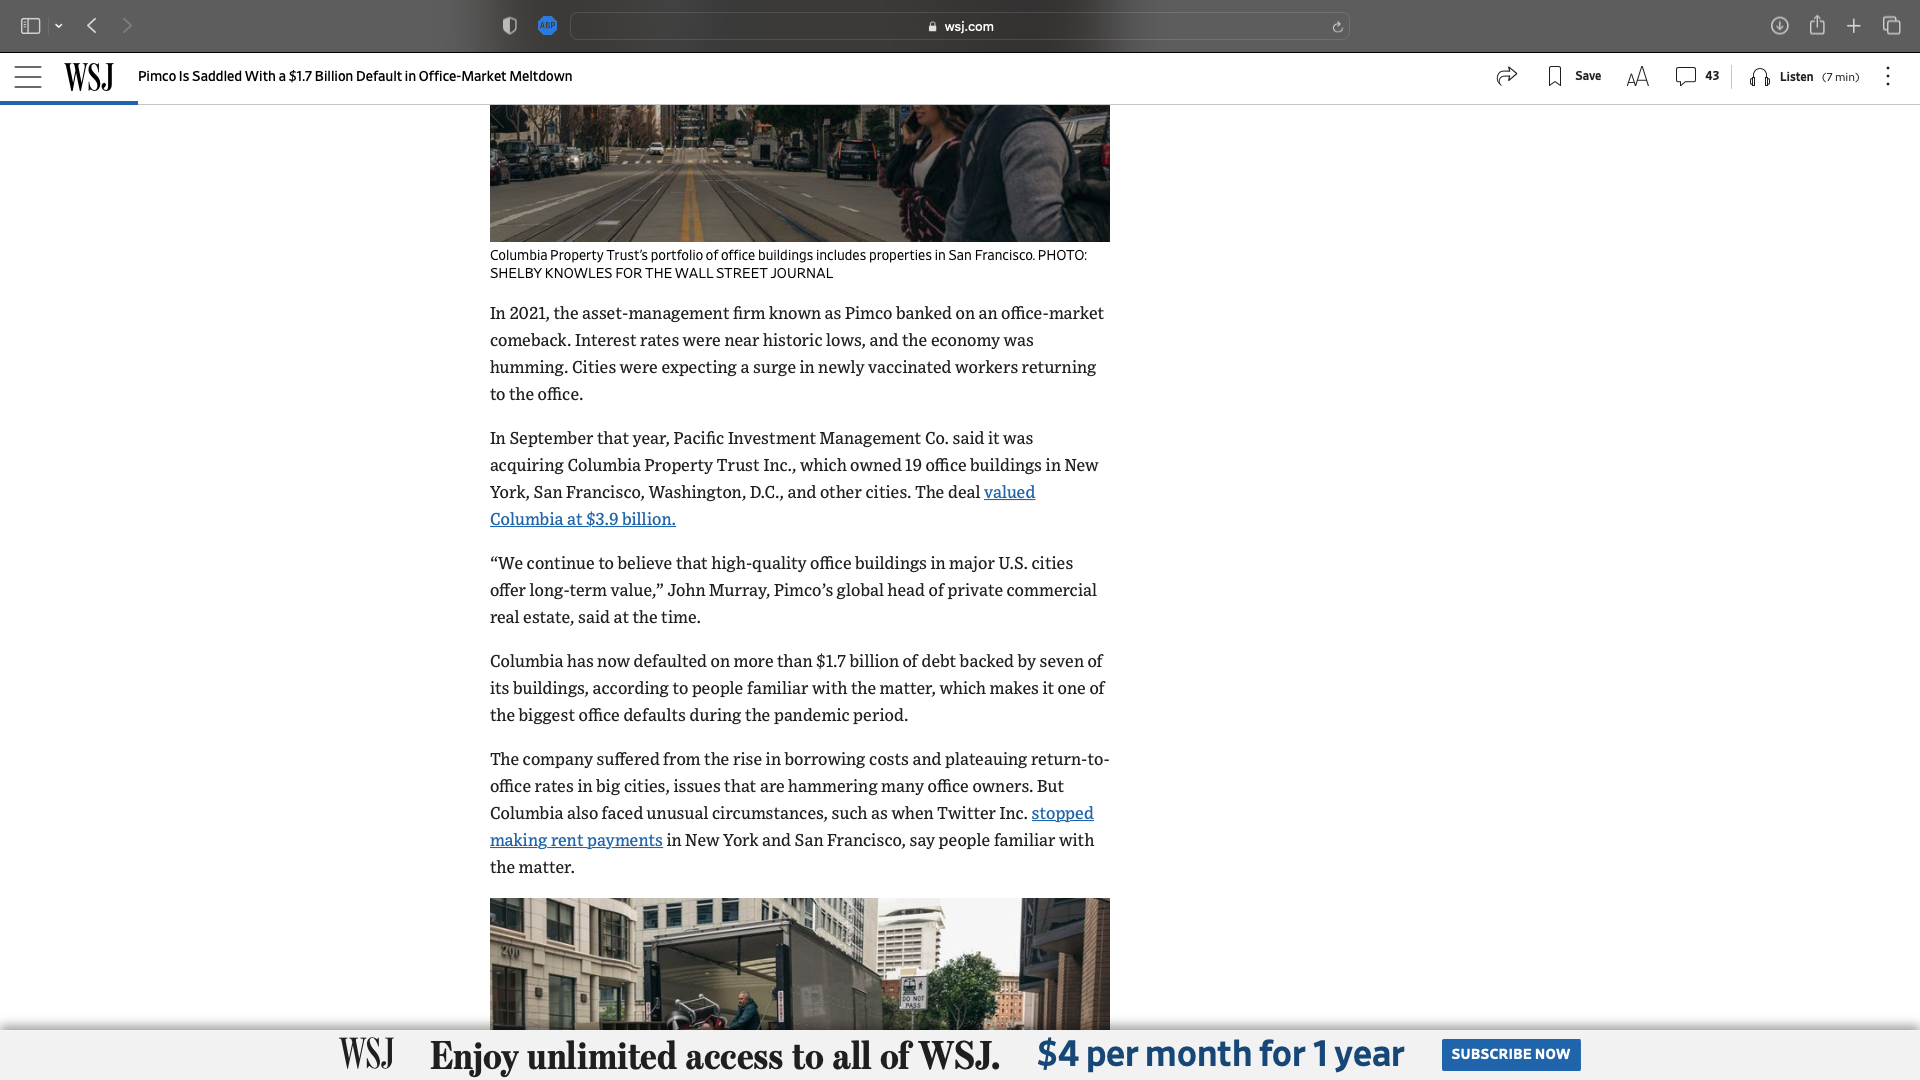 ABP
wsj.com
WSJ Pimco Is Saddled With a $1.7 Billion Default in Office-Market Meltdown
Save
AA
43
Listen (7 min)
Columbia Property Trust’s portfolio of office buildings includes properties in San Francisco. PHOTO:
SHELBY KNOWLES FOR THE WALL STREET JOURNAL
In 2021, the asset-management firm known as Pimco banked on an office-market
comeback. Interest rates were near historic lows, and the economy was
humming. Cities were expecting a surge in newly vaccinated workers returning
to the office.
In September that year, Pacific Investment Management Co. said it was
acquiring Columbia Property Trust Inc., which owned 19 office buildings in New
York, San Francisco, Washington, D.C., and other cities. The deal valued
Columbia at $3.9 billion.
“We continue to believe that high-quality office buildings in major U.S. cities
offer long-term value,” John Murray, Pimco’s global head of private commercial
real estate, said at the time.
Columbia has now defaulted on more than $1.7 billion of debt backed by seven of
its buildings, according to people familiar with the matter, which makes it one of
the biggest office defaults during the pandemic period.
The company suffered from the rise in borrowing costs and plateauing return-to-
office rates in big cities, issues that are hammering many office owners. But
Columbia also faced unusual circumstances, such as when Twitter Inc. stopped
making rent payments in New York and San Francisco, say people familiar with
the matter.
200
DO NOT
PASS
WSJ Enjoy unlimited access to all of WSJ. $4 per month for 1 year SUBSCRIBE NOW